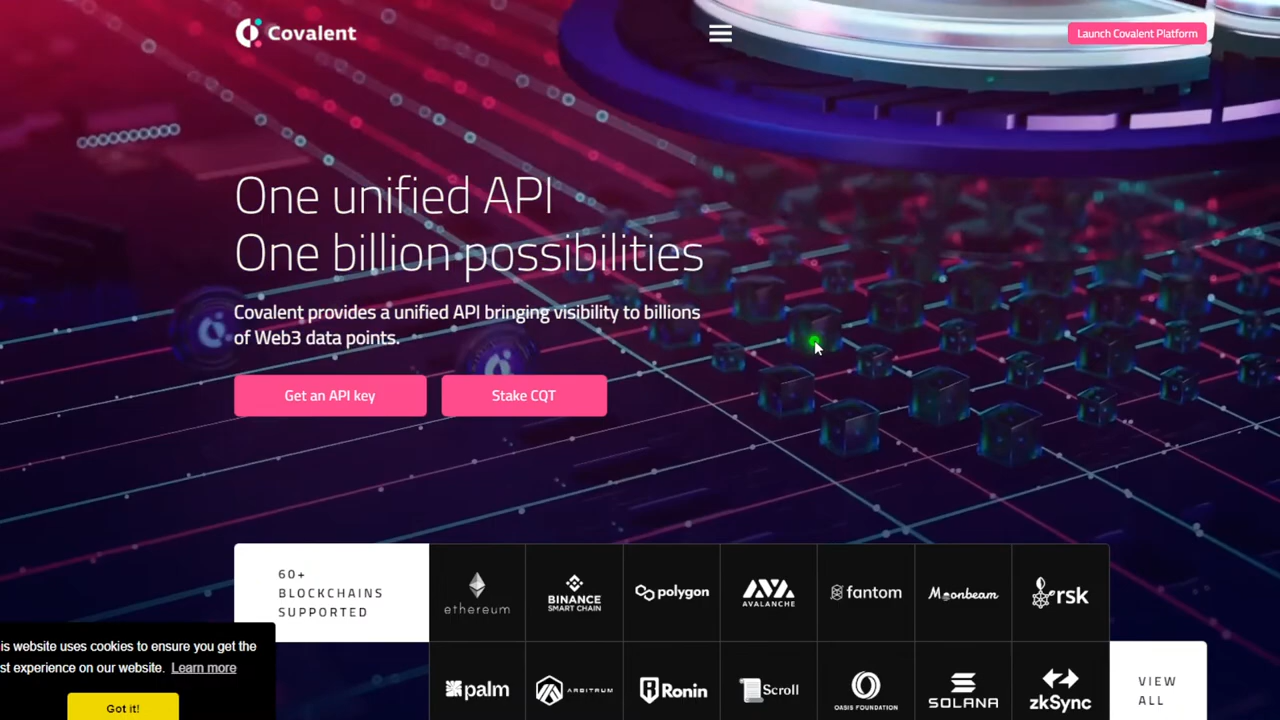 Covalent
Launch Covalent Platform
One unified API
One billion possibilities
Covalent provides a unified API bringing visibility to billions
of Web3 data points.
Get an API key
Stake CQT
60+
BLOCKCHAINS
SUPPORTED
ethereum
BINANCE
SMART CHAIN
polygon
AVALANCHE
fantom
Moonbeam
rsk
palm
ARBITRUM
Ronin
Scroll
OASIS FOUNDATION
SOLANA
zkSync
VIEW
ALL
is website uses cookies to ensure you get the
st experience on our website. Learn more
Got it!